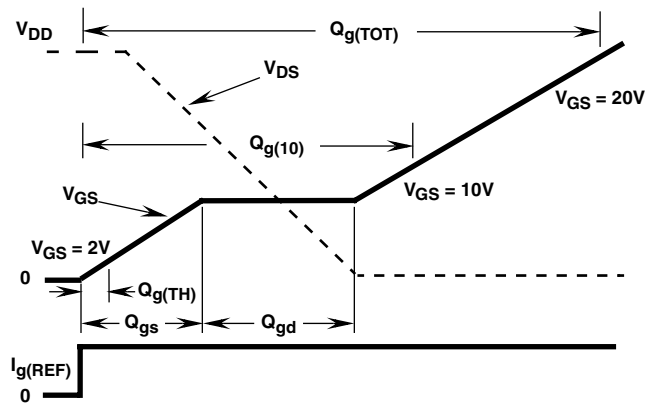 V_DD
Q_g(TOT)
V_DS
V_GS = 20V
Q_g(10)
V_GS
V_GS = 10V
V_GS = 2V
0
Q_g(TH)
Q_gs
Q_gd
I_g(REF)
0